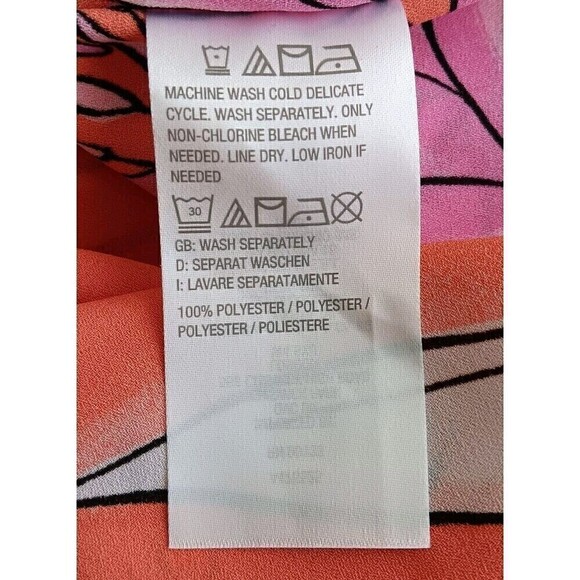 MACHINE WASH COLD DELICATE
CYCLE. WASH SEPARATELY. ONLY
NON-CHLORINE BLEACH WHEN
NEEDED. LINE DRY. LOW IRON IF
NEEDED
30
GB: WASH SEPARATELY
D: SEPARAT WASCHEN
I: LAVARE SEPARATAMENTE
100% POLYESTER / POLYESTER /
POLYESTER / POLIESTERE